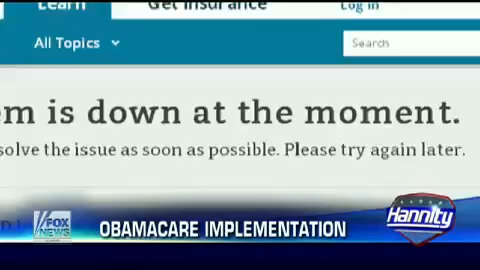 Learn Get Insurance Log in
All Topics Search
em is down at the moment.
solve the issue as soon as possible. Please try again later.
FOX
NEWS
OBAMACARE IMPLEMENTATION
Hannity